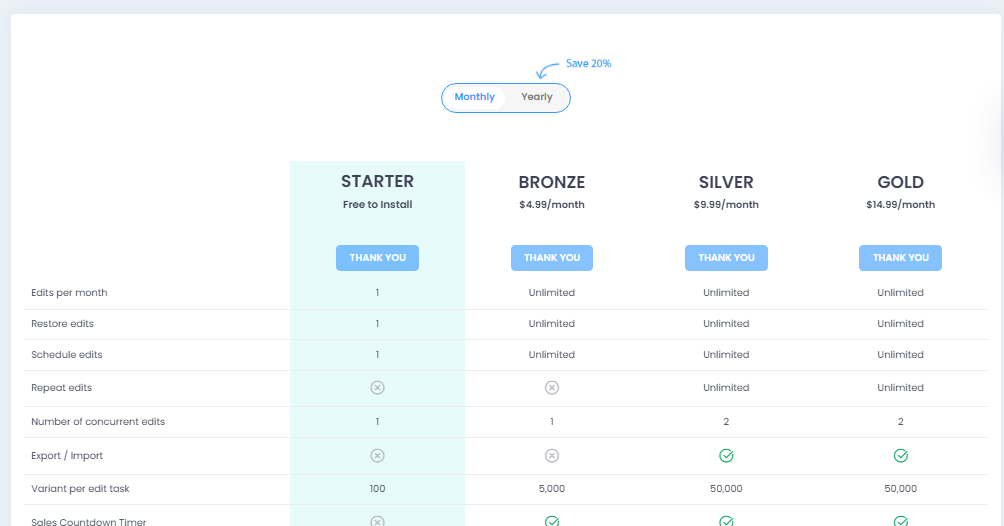 Save 20%
Monthly Yearly
STARTER BRONZE SILVER GOLD
Free to Install $4.99/month $9.99/month $14.99/month
THANK YOU THANK YOU THANK YOU THANK YOU
Edits per month 1 Unlimited Unlimited Unlimited
Restore edits 1 Unlimited Unlimited Unlimited
Schedule edits 1 Unlimited Unlimited Unlimited
Repeat edits Unlimited Unlimited
Number of concurrent edits 1 1 2 2
Export / Import
Variant per edit task 100 5,000 50,000 50,000
Sales Countdown Timer